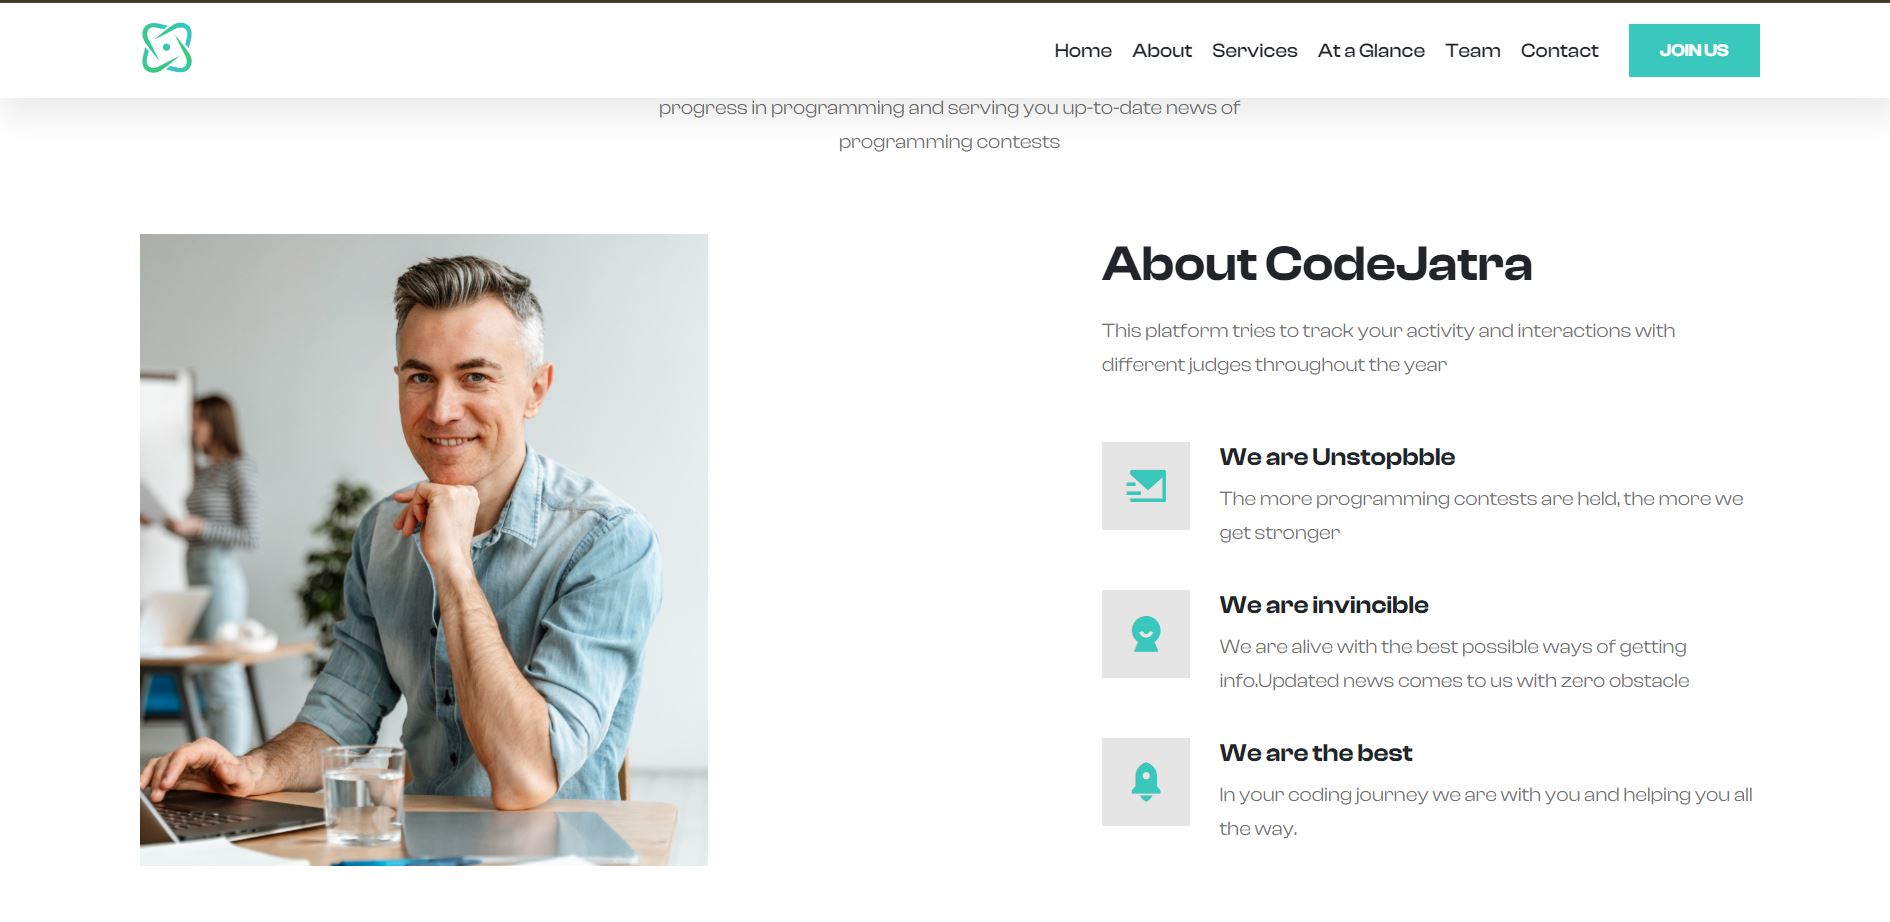 Home About Services At a Glance Team Contact JOIN US
progress in programming and serving you up-to-date news of
programming contests
About CodeJatra
This platform tries to track your activity and interactions with
different judges throughout the year
We are Unstopbble
The more programming contests are held, the more we
get stronger
We are invincible
We are alive with the best possible ways of getting
info.Updated news comes to us with zero obstacle
We are the best
In your coding journey we are with you and helping you all
the way.